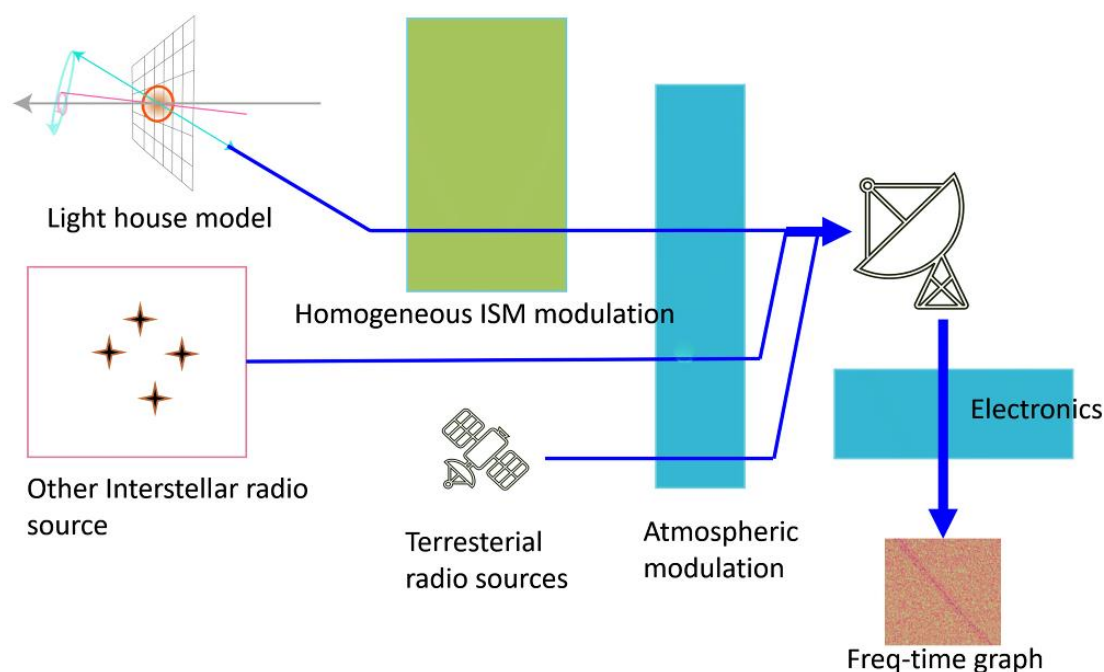 Light house model
Homogeneous ISM modulation
Electronics
Other Interstellar radio
source
Terresterial
radio sources
Atmospheric
modulation
Freq-time graph